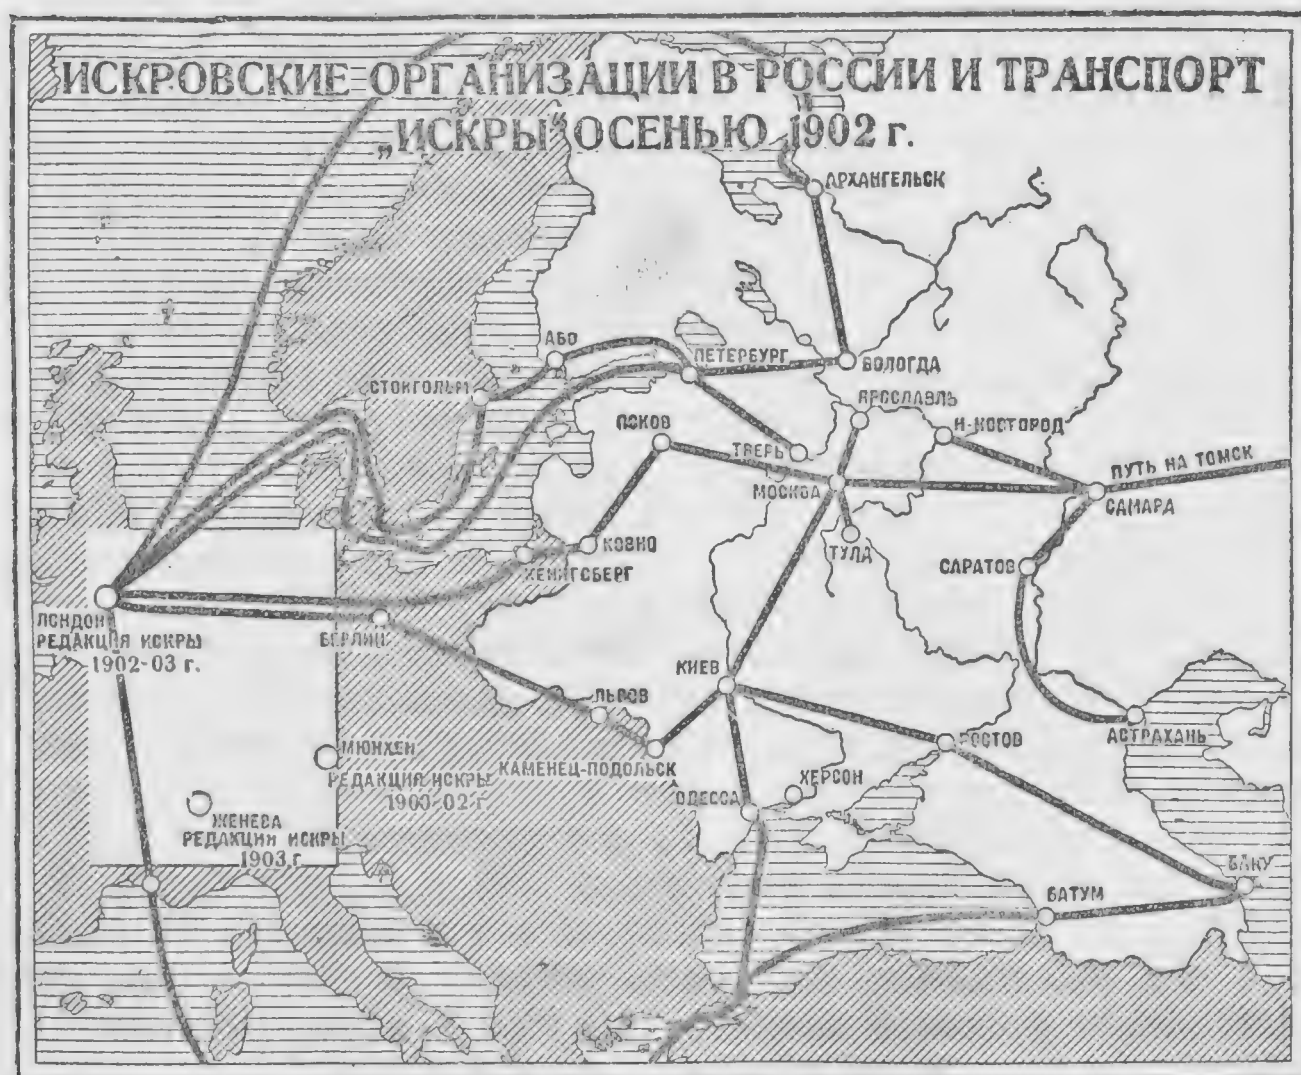 ИСКРОВСКИЕ ОРГАНИЗАЦИИ В РОССИИ И ТРАНСПОРТ
„ИСКРЫ“ ОСЕНЬЮ 1902 г.
АРХАНГЕЛЬСК
АБО
ПЕТЕРБУРГ
ВОЛОГДА
СТОКГОЛЬМ
ЯРОСЛАВЛЬ
ПСКОВ
Н-НОВГОРОД
ТВЕРЬ
ПУТЬ НА ТОМСК
МОСКВА
САМАРА
КОВНО
ТУЛА
КЕНИГСБЕРГ
САРАТОВ
ЛОНДОН
РЕДАКЦИЯ ИСКРЫ
1902-03 г.
БЕРЛИН
КИЕВ
ЛЬВОВ
АСТРАХАНЬ
РОСТОВ
МЮНХЕН
РЕДАКЦИЯ ИСКРЫ
1900-02 г.
КАМЕНЕЦ-ПОДОЛЬСК
ХЕРСОН
ОДЕССА
ЖЕНЕВА
РЕДАКЦИИ ИСКРЫ
1903 г.
БАКУ
БАТУМ